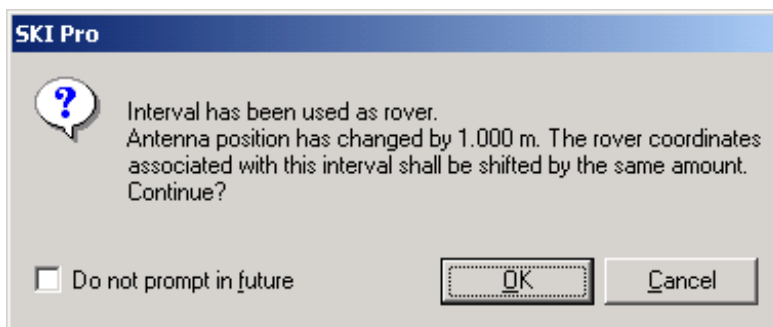 SKI Pro
?
Interval has been used as rover.
Antenna position has changed by 1.000 m. The rover coordinates
associated with this interval shall be shifted by the same amount.
Continue?
Do not prompt in future
OK
Cancel